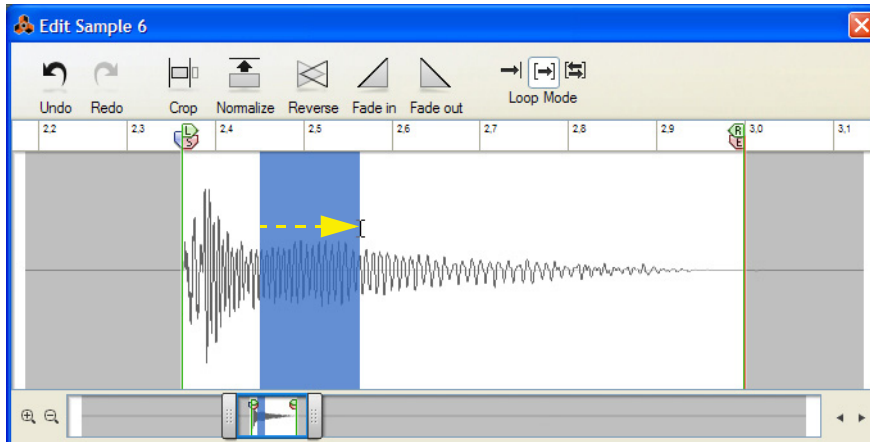 Edit Sample 6
Undo Redo Crop Normalize Reverse Fade in Fade out Loop Mode
2,2 2,3 2,4 2,5 2,6 2,7 2,8 2,9 3,0 3,1
L R
S E